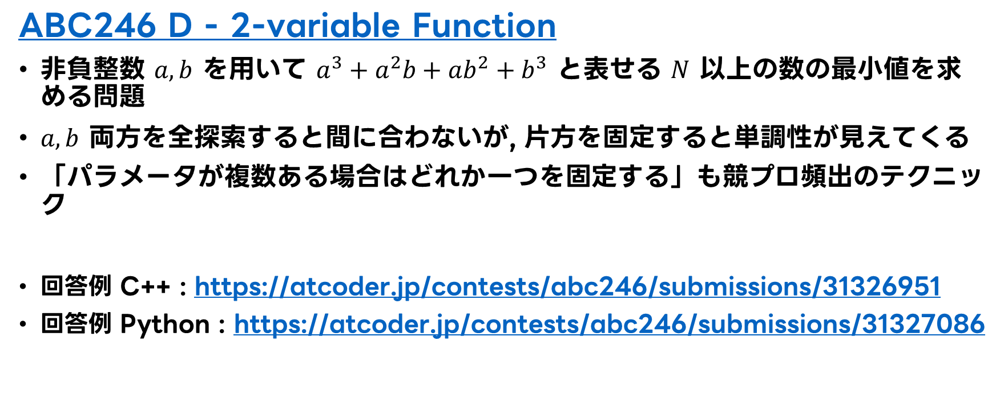 ABC246 D - 2-variable Function
• 非負整数 a, b を用いて a³ + a²b + ab² + b³ と表せる N 以上の数の最小値を求
める問題
• a, b 両方を全探索すると間に合わないが, 片方を固定すると単調性が見えてくる
• 「パラメータが複数ある場合はどれか一つを固定する」も競プロ頻出のテクニッ
ク
• 回答例 C++ : https://atcoder.jp/contests/abc246/submissions/31326951
• 回答例 Python : https://atcoder.jp/contests/abc246/submissions/31327086